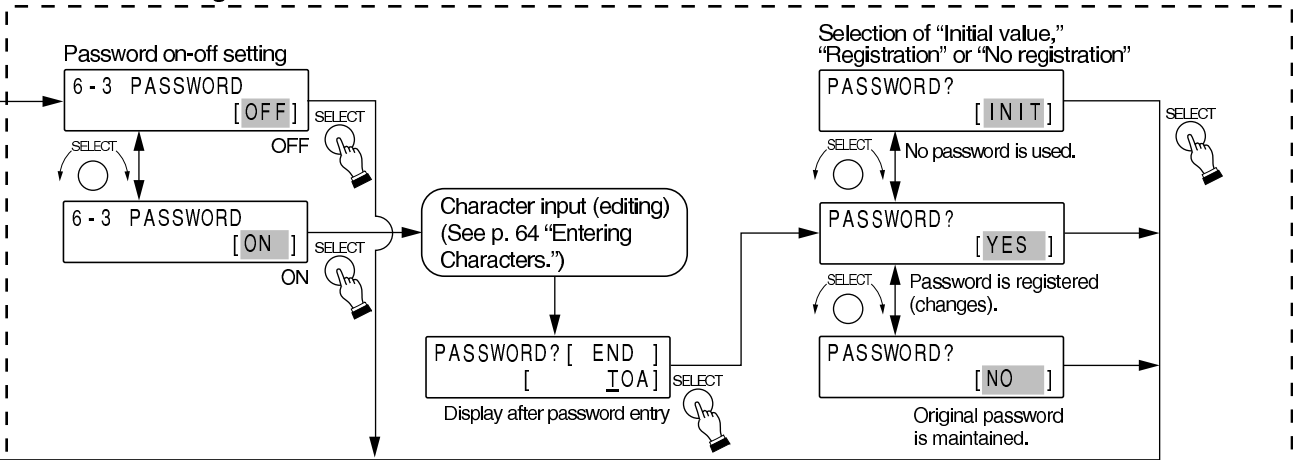 Password on-off setting
6-3 PASSWORD
[OFF]
SELECT
OFF
SELECT
6-3 PASSWORD
[ON ]
SELECT
ON
Character input (editing)
(See p. 64 “Entering
Characters.”)
PASSWORD?[ END ]
[ TOA]
SELECT
Display after password entry
Selection of “Initial value,”
“Registration” or “No registration”
PASSWORD?
[INIT]
SELECT
SELECT
No password is used.
PASSWORD?
[YES ]
SELECT
Password is registered
(changes).
PASSWORD?
[NO ]
Original password
is maintained.